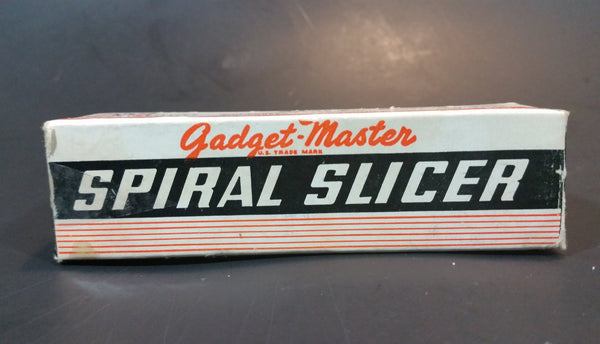 Gadget-Master
U.S. TRADE MARK
SPIRAL SLICER